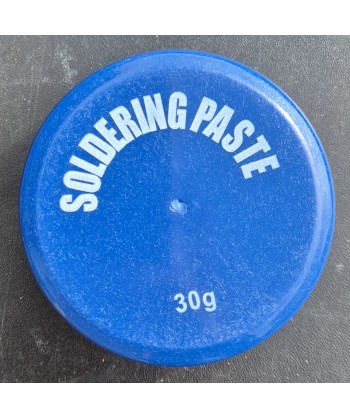 SOLDERING PASTE
30g